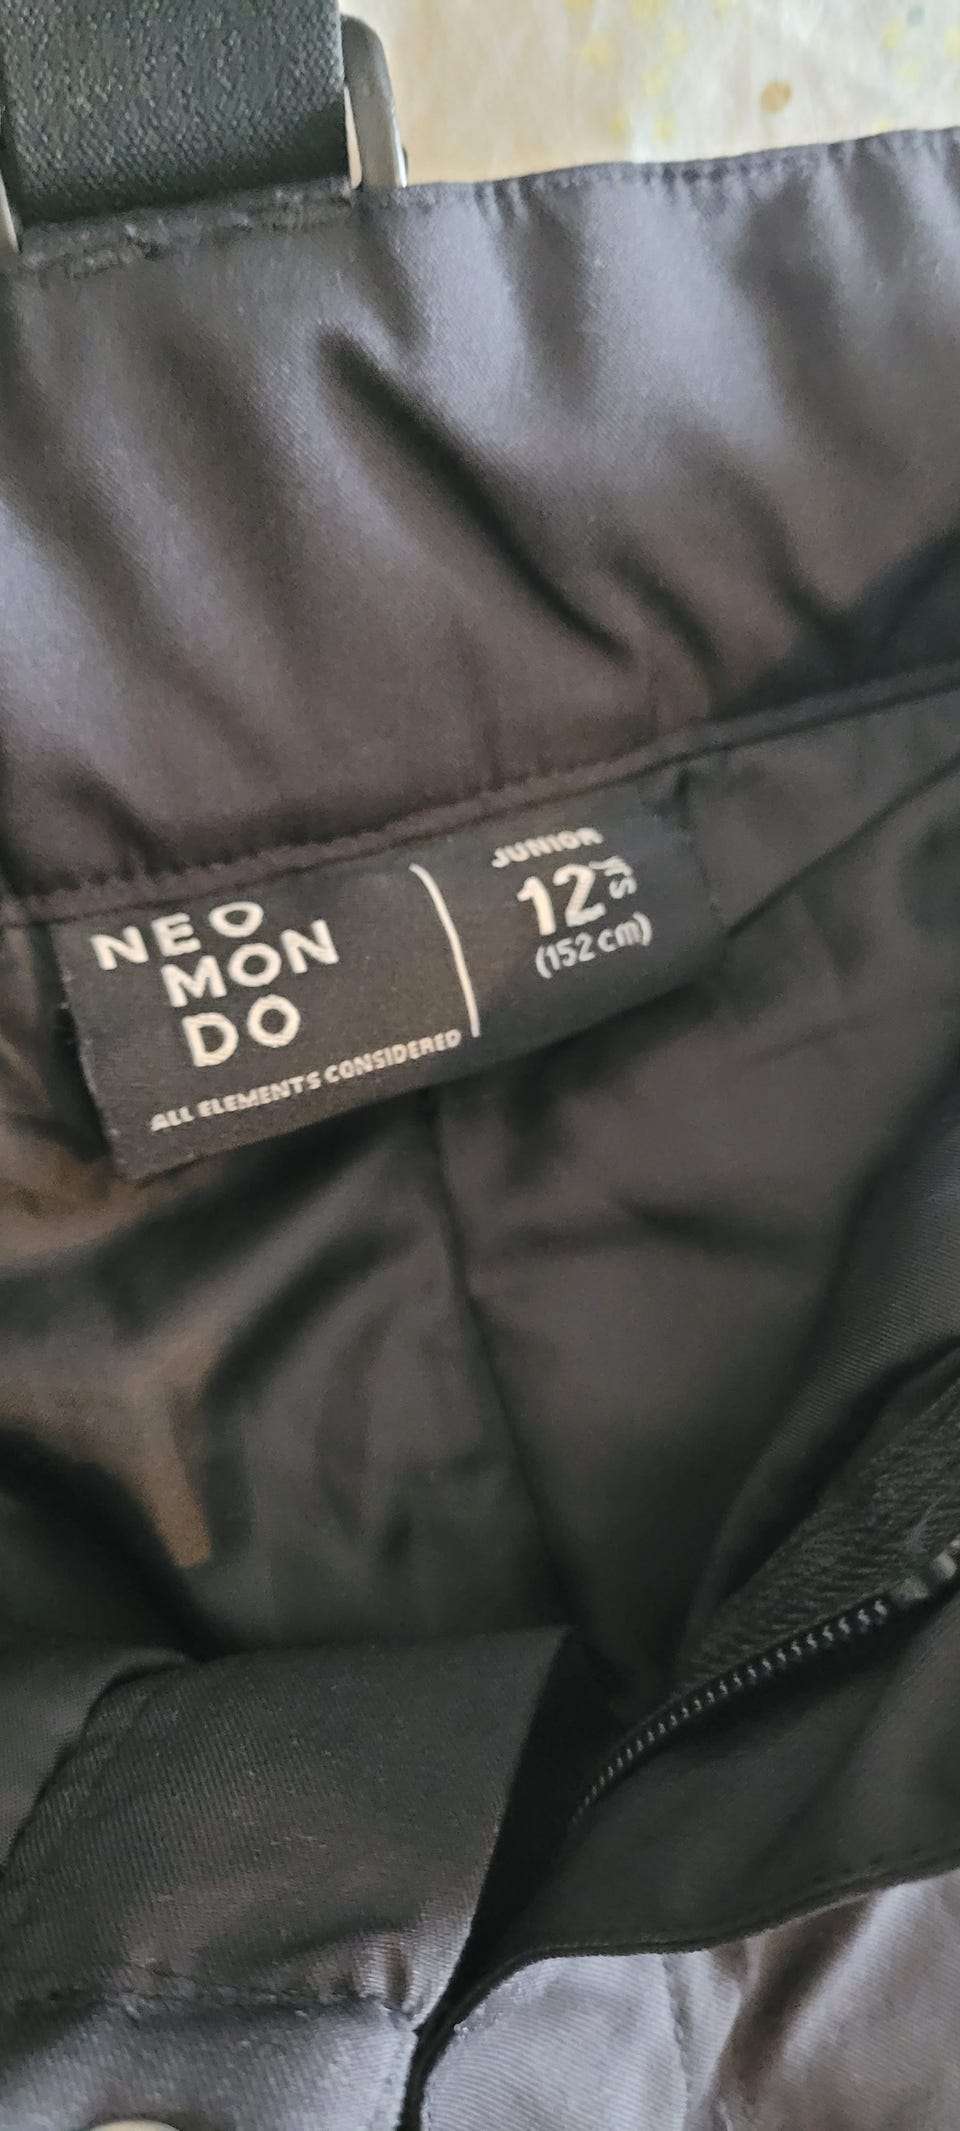 NEO
MON
DO
ALL ELEMENTS CONSIDERED
JUNIOR
12
(152 cm)